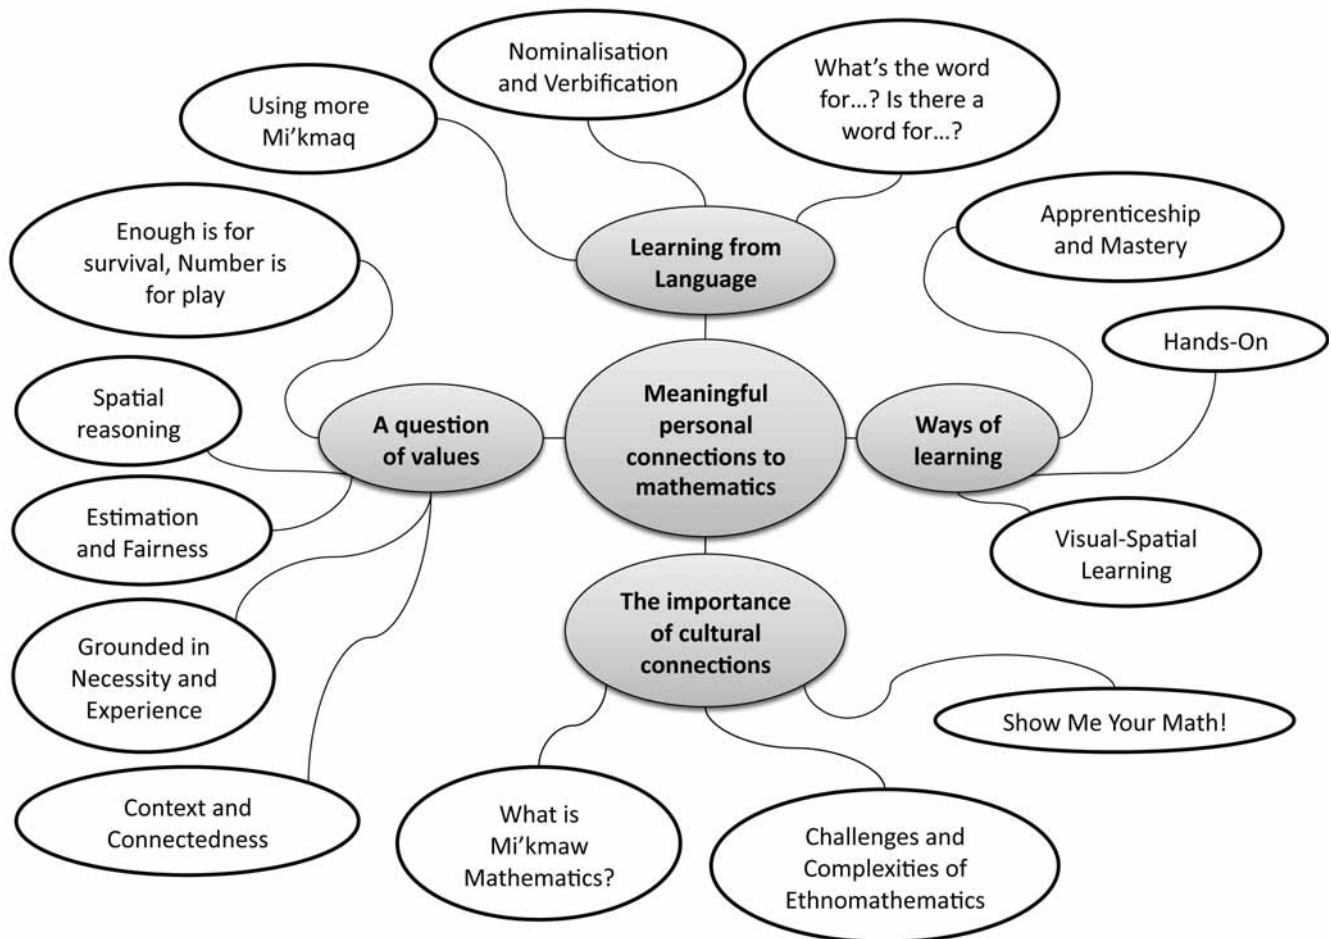 Nominalisation
and Verbification
What's the word
for...? Is there a
word for...?
Using more
Mi'kmaq
Apprenticeship
and Mastery
Enough is for
survival, Number is
for play
Learning from
Language
Hands-On
Spatial
reasoning
A question
of values
Meaningful
personal
connections to
mathematics
Ways of
learning
Estimation
and Fairness
Visual-Spatial
Learning
The importance
of cultural
connections
Grounded in
Necessity and
Experience
Show Me Your Math!
Context and
Connectedness
What is
Mi'kmaw
Mathematics?
Challenges and
Complexities of
Ethnomathematics